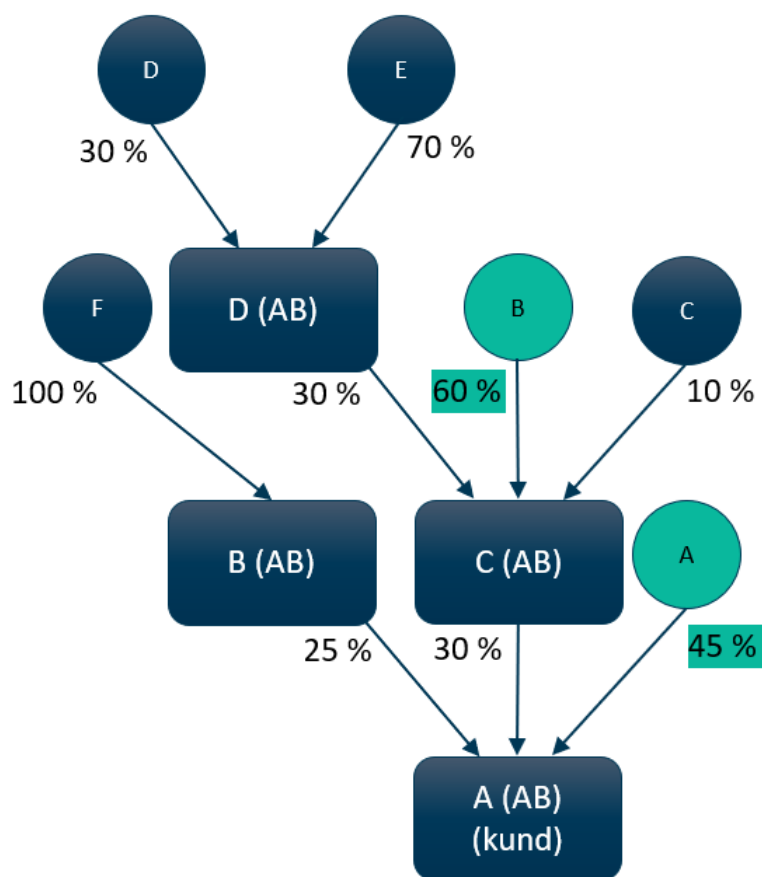 D
E
30 %
70 %
F
D (AB)
B
C
100 %
30 %
60 %
10 %
B (AB)
C (AB)
A
25 %
30 %
45 %
A (AB)
(kund)